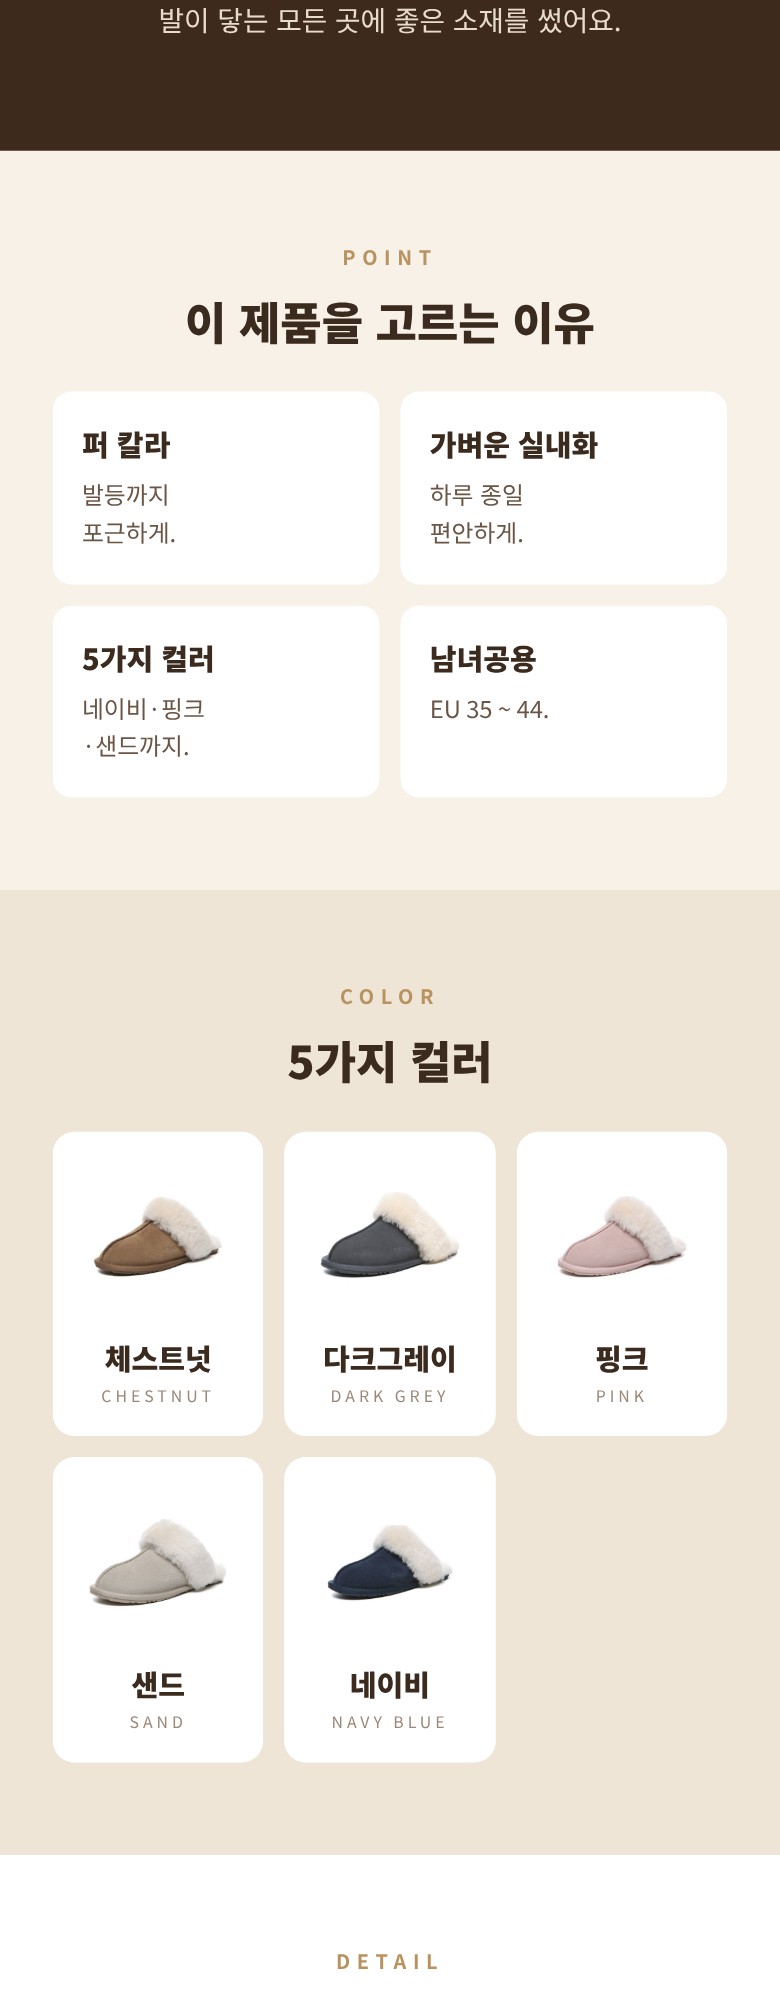 발이 닿는 모든 곳에 좋은 소재를 썼어요.
POINT
이 제품을 고르는 이유
퍼 칼라
발등까지
포근하게.
가벼운 실내화
하루 종일
편안하게.
5가지 컬러
네이비·핑크
·샌드까지.
남녀공용
EU 35 ~ 44.
COLOR
5가지 컬러
체스트넛
CHESTNUT
다크그레이
DARK GREY
핑크
PINK
샌드
SAND
네이비
NAVY BLUE
DETAIL